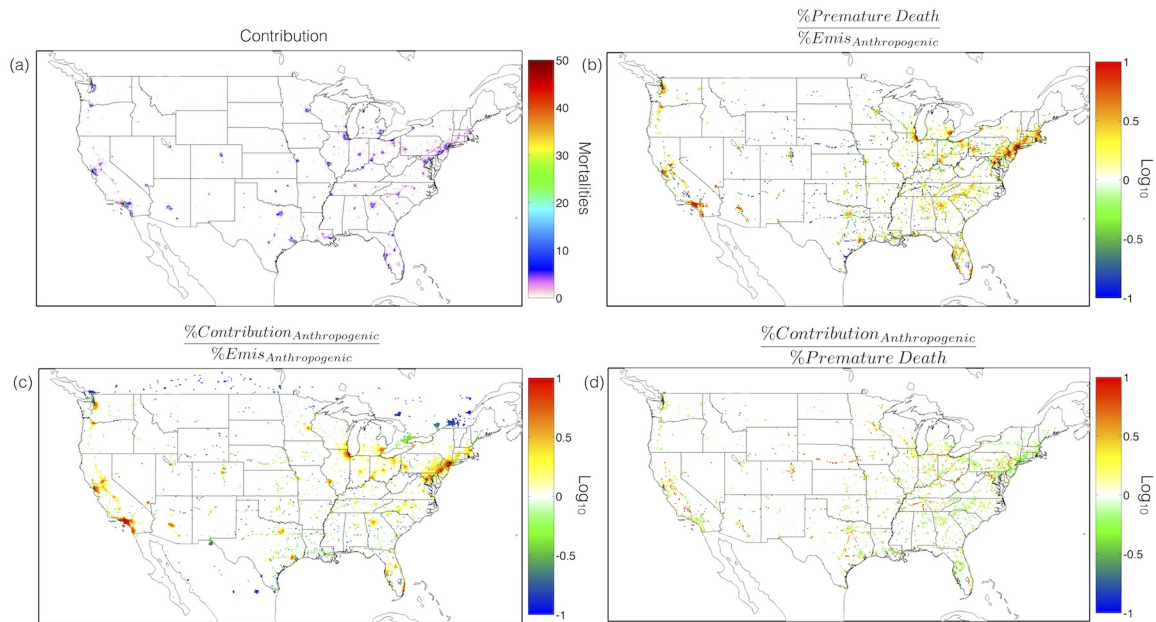 Contribution
(a)
50
40
30
20
10
0
Mortalities
%Premature Death
%Emis_Anthropogenic
(b)
1
0.5
0
-0.5
-1
Log10
%Contribution_Anthropogenic
%Emis_Anthropogenic
(c)
1
0.5
0
-0.5
-1
Log10
%Contribution_Anthropogenic
%Premature Death
(d)
1
0.5
0
-0.5
-1
Log10